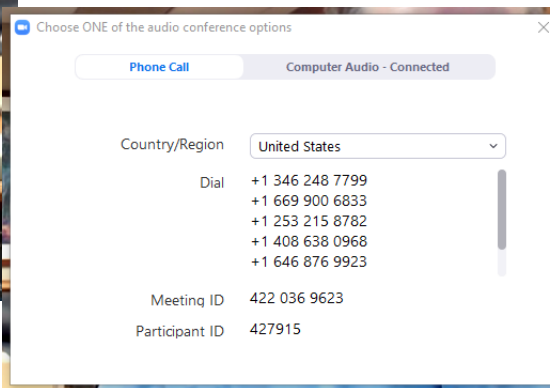 Choose ONE of the audio conference options
Phone Call Computer Audio - Connected
Country/Region United States
Dial +1 346 248 7799
+1 669 900 6833
+1 253 215 8782
+1 408 638 0968
+1 646 876 9923
Meeting ID 422 036 9623
Participant ID 427915